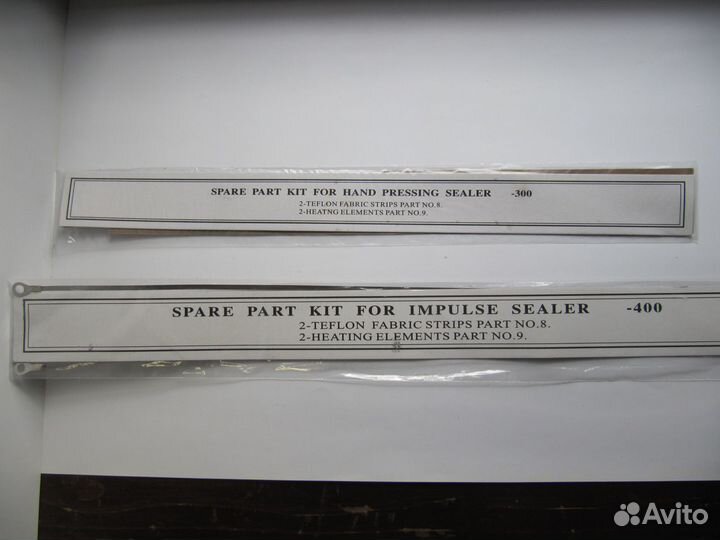 SPARE PART KIT FOR HAND PRESSING SEALER -300
2-TEFLON FABRIC STRIPS PART NO.8.
2-HEATNG ELEMENTS PART NO.9.
SPARE PART KIT FOR IMPULSE SEALER -400
2-TEFLON FABRIC STRIPS PART NO.8.
2-HEATING ELEMENTS PART NO.9.
Avito